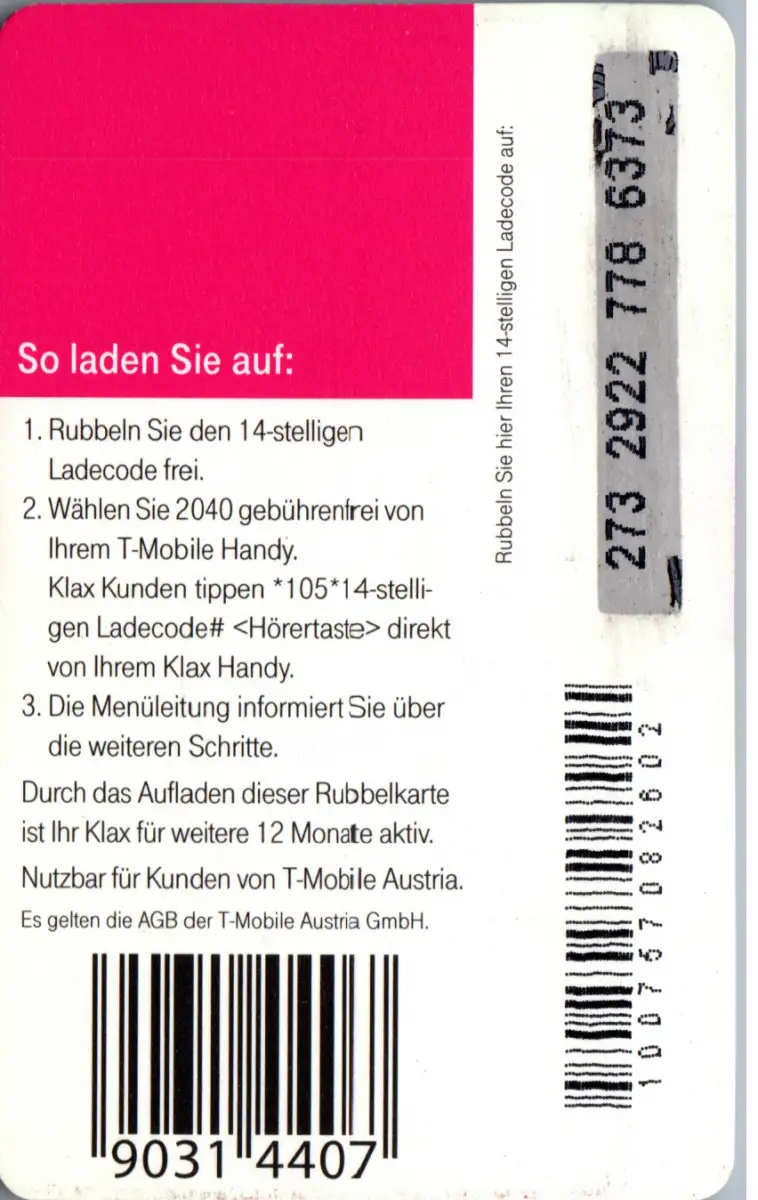 So laden Sie auf:
1. Rubbeln Sie den 14-stelligen
Ladecode frei.
2. Wählen Sie 2040 gebührenfrei von
Ihrem T-Mobile Handy.
Klax Kunden tippen *105*14-stelli-
gen Ladecode# <Hörertaste> direkt
von Ihrem Klax Handy.
3. Die Menüleitung informiert Sie über
die weiteren Schritte.
Durch das Aufladen dieser Rubbelkarte
ist Ihr Klax für weitere 12 Monate aktiv.
Nutzbar für Kunden von T-Mobile Austria.
Es gelten die AGB der T-Mobile Austria GmbH.
9031 4407
Rubbeln Sie hier Ihren 14-stelligen Ladecode auf:
273 2922 778 6373
100757082602